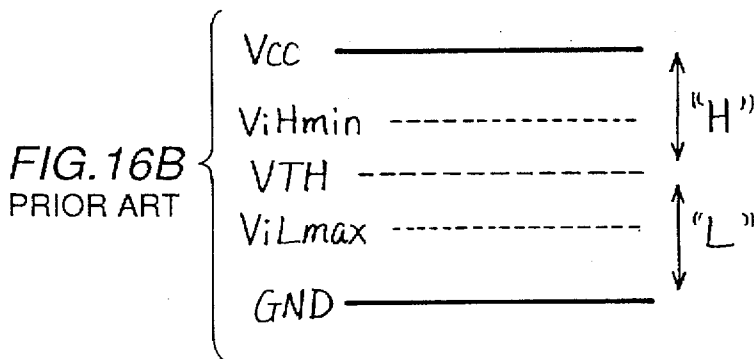 FIG.16B
PRIOR ART
Vcc
ViHmin
VTH
ViLmax
GND
"H"
"L"